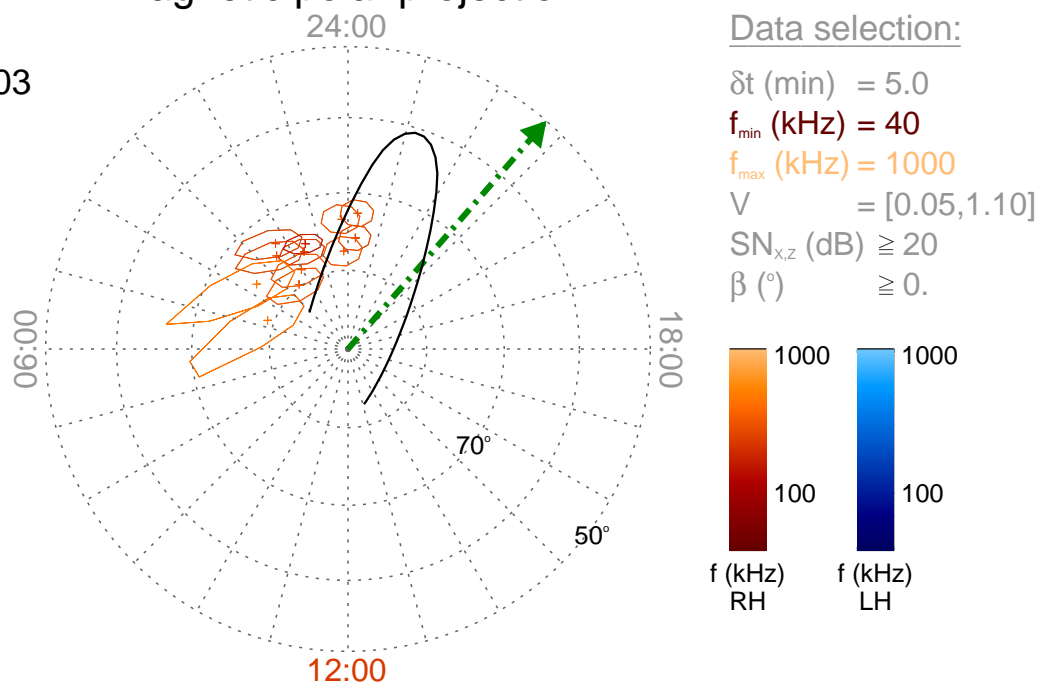 24:00
03
06:00
18:00
70°
50°
12:00
Data selection:
δt (min) = 5.0
fmin (kHz) = 40
fmax (kHz) = 1000
V = [0.05,1.10]
SNx,z (dB) ≧ 20
β (°) ≧ 0.
1000
1000
100
100
f (kHz)
RH
f (kHz)
LH